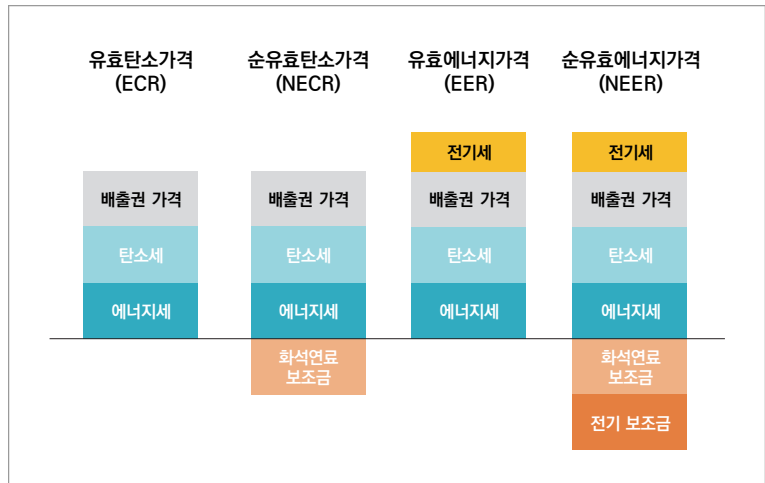 유효탄소가격
(ECR)
순유효탄소가격
(NECR)
유효에너지가격
(EER)
순유효에너지가격
(NEER)
전기세
전기세
배출권 가격
배출권 가격
배출권 가격
배출권 가격
탄소세
탄소세
탄소세
탄소세
에너지세
에너지세
에너지세
에너지세
화석연료
보조금
화석연료
보조금
전기 보조금